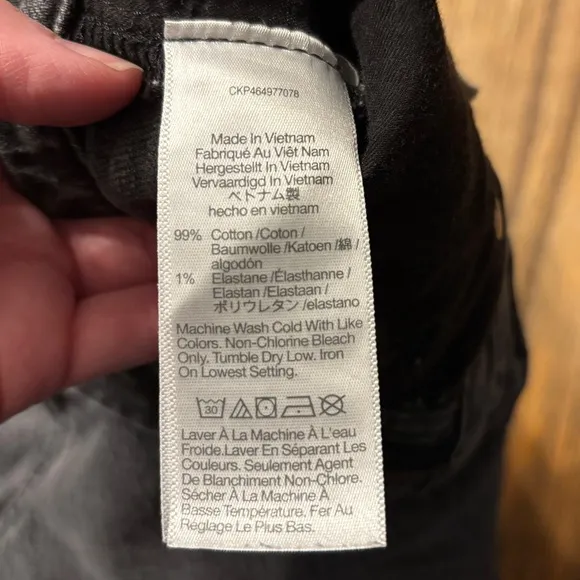 CKP464977078
Made In Vietnam
Fabriqué Au Viêt Nam
Hergestellt In Vietnam
Vervaardigd In Vietnam
ベトナム製
hecho en vietnam
99% Cotton /Coton /
Baumwolle /Katoen /綿 /
algodón
1% Elastane /Élasthanne /
Elastan /Elastaan /
ポリウレタン /elastano
Machine Wash Cold With Like
Colors. Non-Chlorine Bleach
Only. Tumble Dry Low. Iron
On Lowest Setting.
30
Laver À La Machine À L'eau
Froide.Laver En Séparant Les
Couleurs. Seulement Agent
De Blanchiment Non-Chlore.
Sécher À La Machine À
Basse Température. Fer Au
Réglage Le Plus Bas.